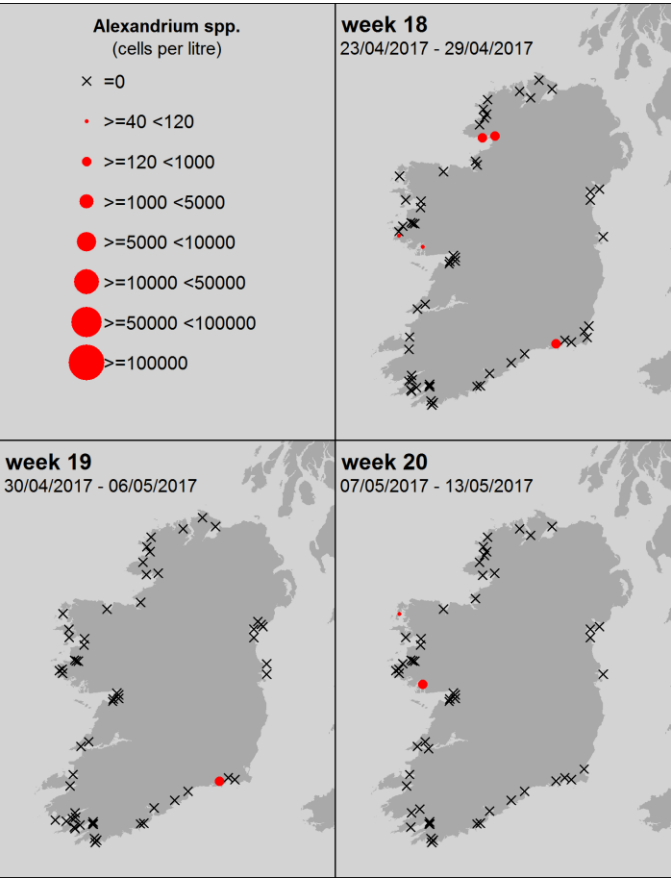 Alexandrium spp.
(cells per litre)
=0
>=40 <120
>=120 <1000
>=1000 <5000
>=5000 <10000
>=10000 <50000
>=50000 <100000
>=100000
week 18
23/04/2017 - 29/04/2017
week 19
30/04/2017 - 06/05/2017
week 20
07/05/2017 - 13/05/2017